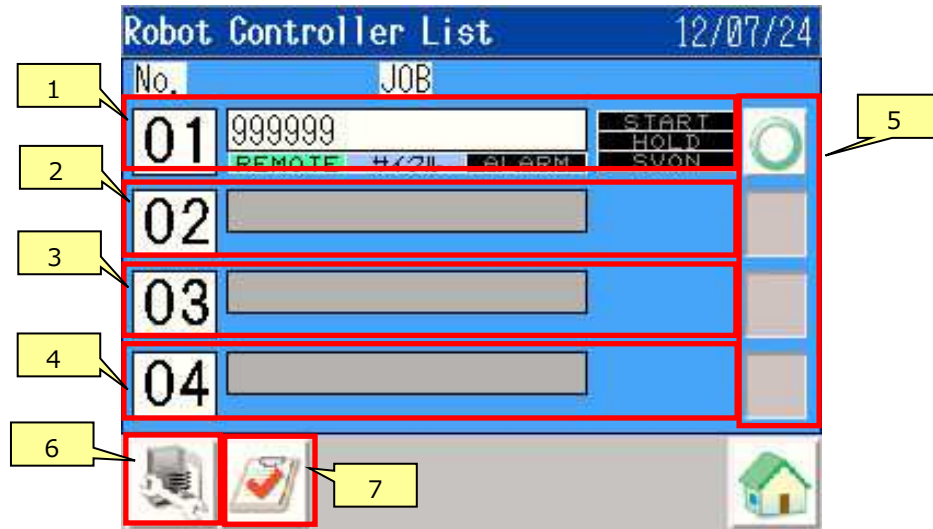 Robot Controller List 12/07/24
No. JOB
1
01 999999 START
HOLD
REMOTE サイクル ALARM SVON
5
2
02
3
03
4
04
6
7